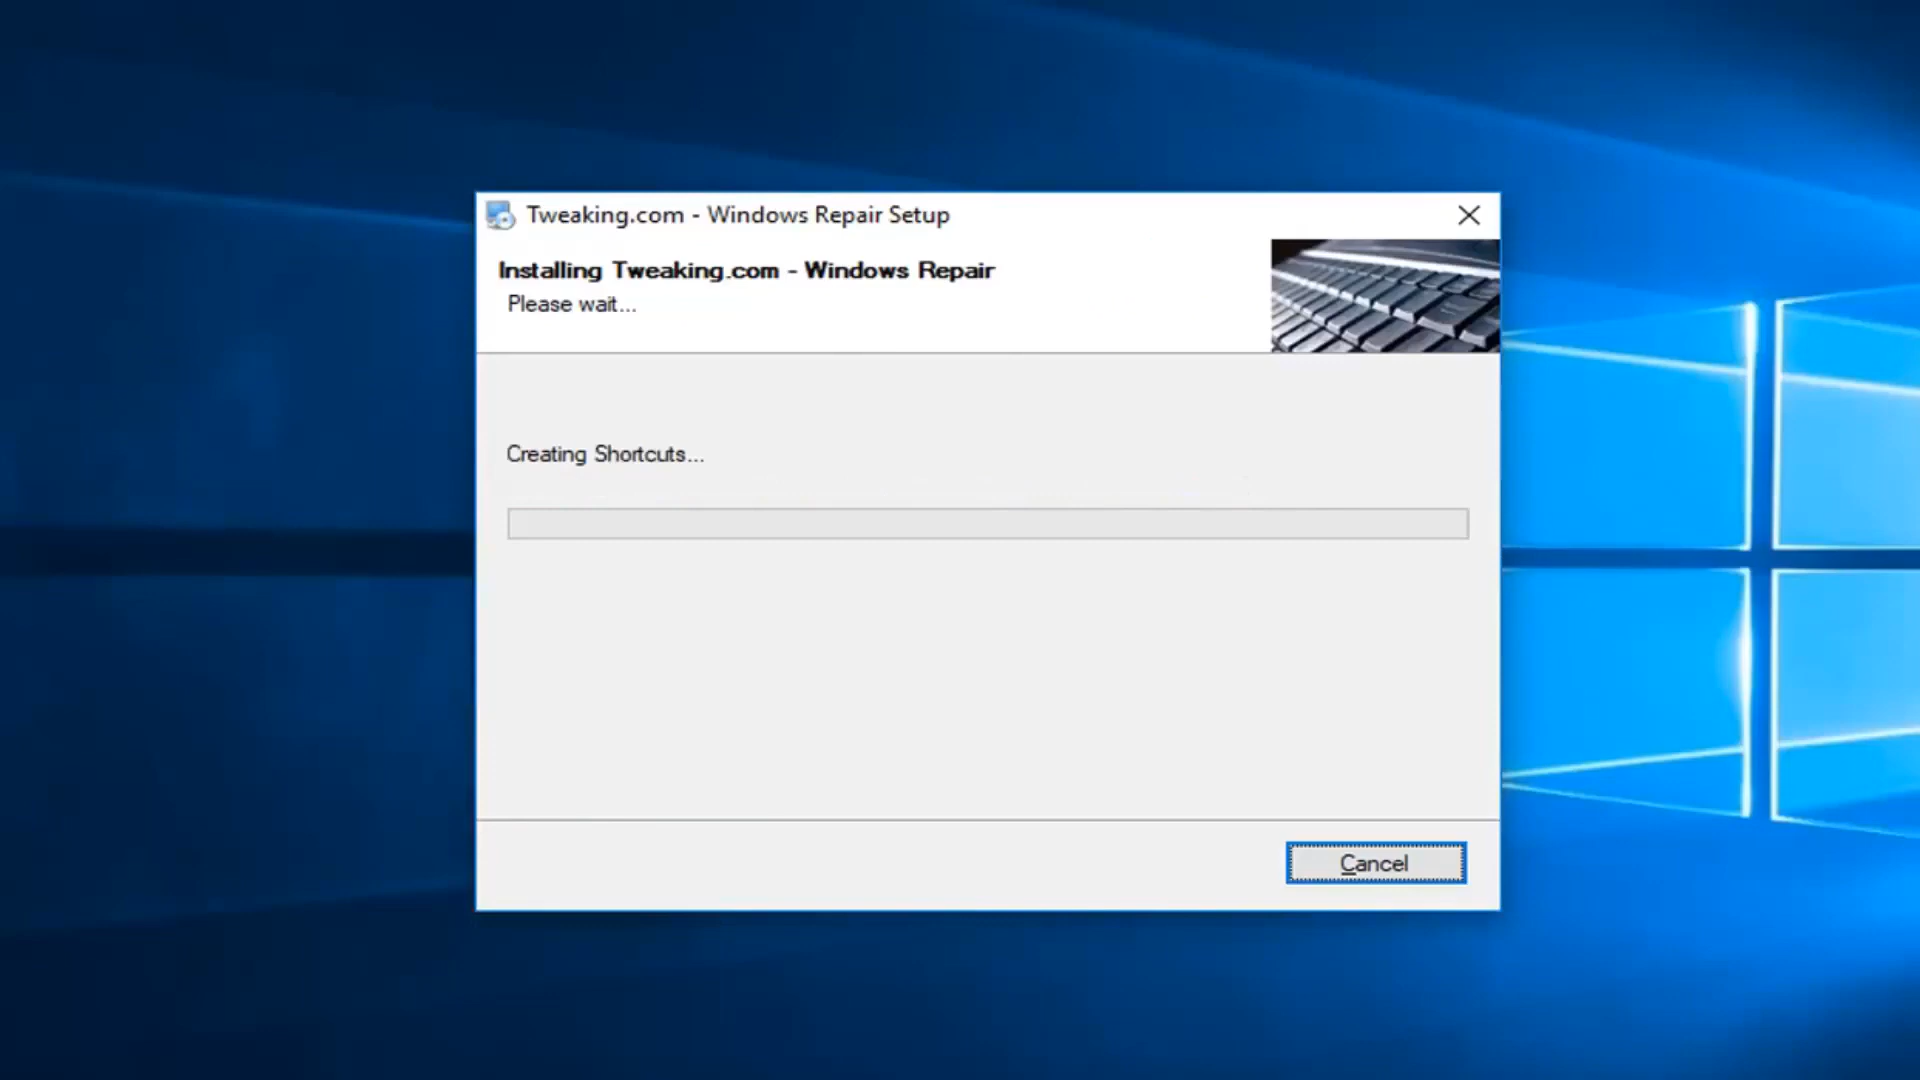 Tweaking.com - Windows Repair Setup
Installing Tweaking.com - Windows Repair
Please wait...
Creating Shortcuts...
Cancel